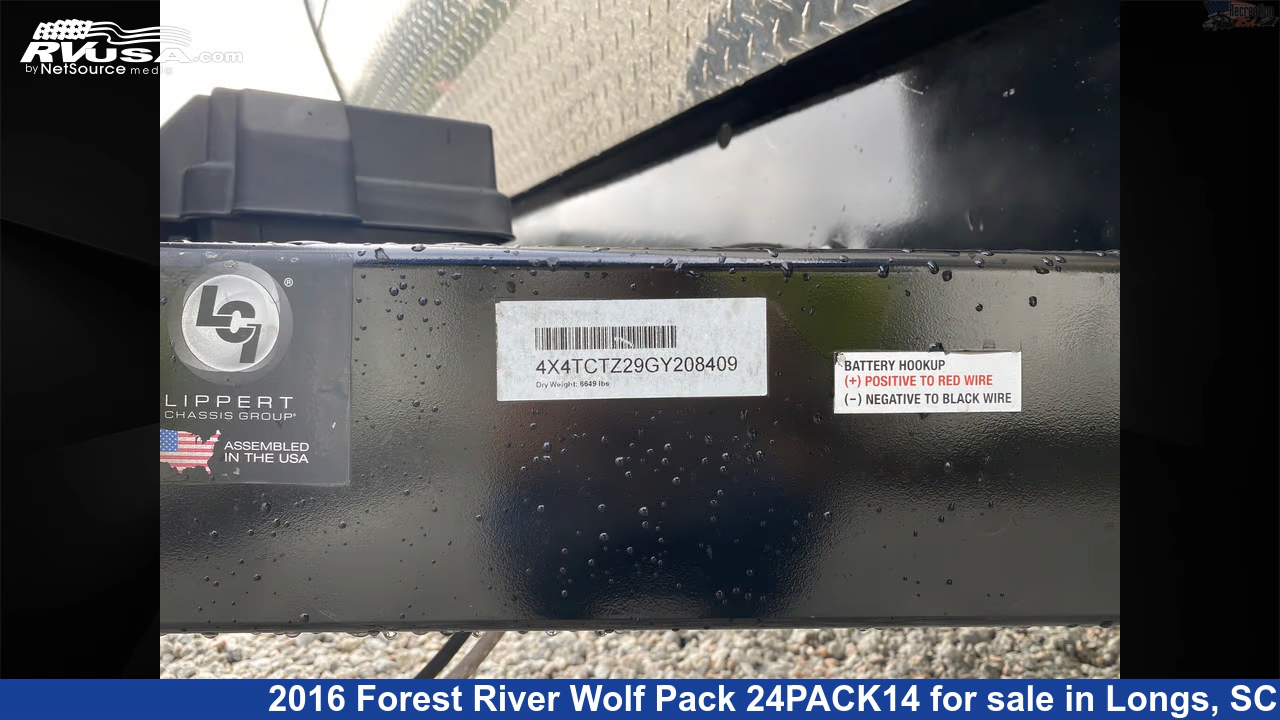 RVUSA.com
by NetSource media
Recreation
LCI
®
LIPPERT
CHASSIS GROUP®
ASSEMBLED
IN THE USA
4X4TCTZ29GY208409
Dry Weight: 6649 lbs
BATTERY HOOKUP
(+) POSITIVE TO RED WIRE
(-) NEGATIVE TO BLACK WIRE
2016 Forest River Wolf Pack 24PACK14 for sale in Longs, SC